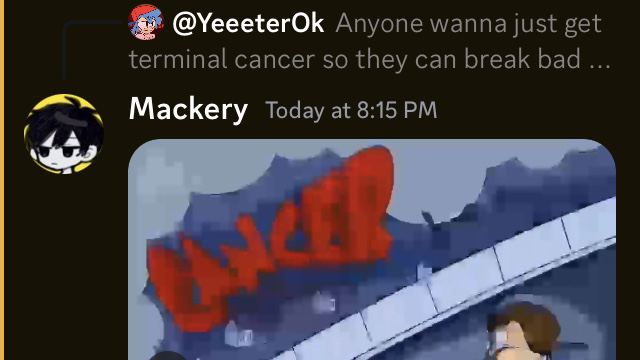 @YeeeterOk Anyone wanna just get
terminal cancer so they can break bad ...
Mackery Today at 8:15 PM
CANCER